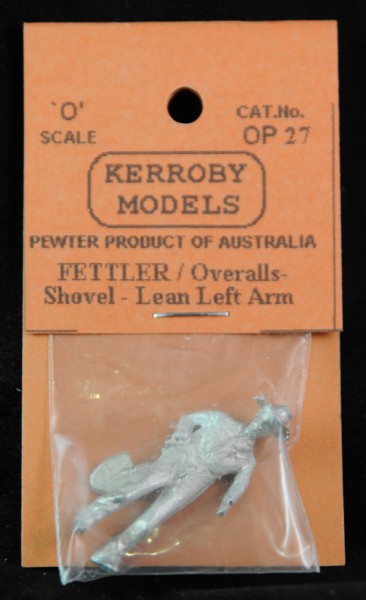 'O'
SCALE
CAT.No.
OP 27
KERROBY
MODELS
PEWTER PRODUCT OF AUSTRALIA
FETTLER / Overalls-
Shovel - Lean Left Arm